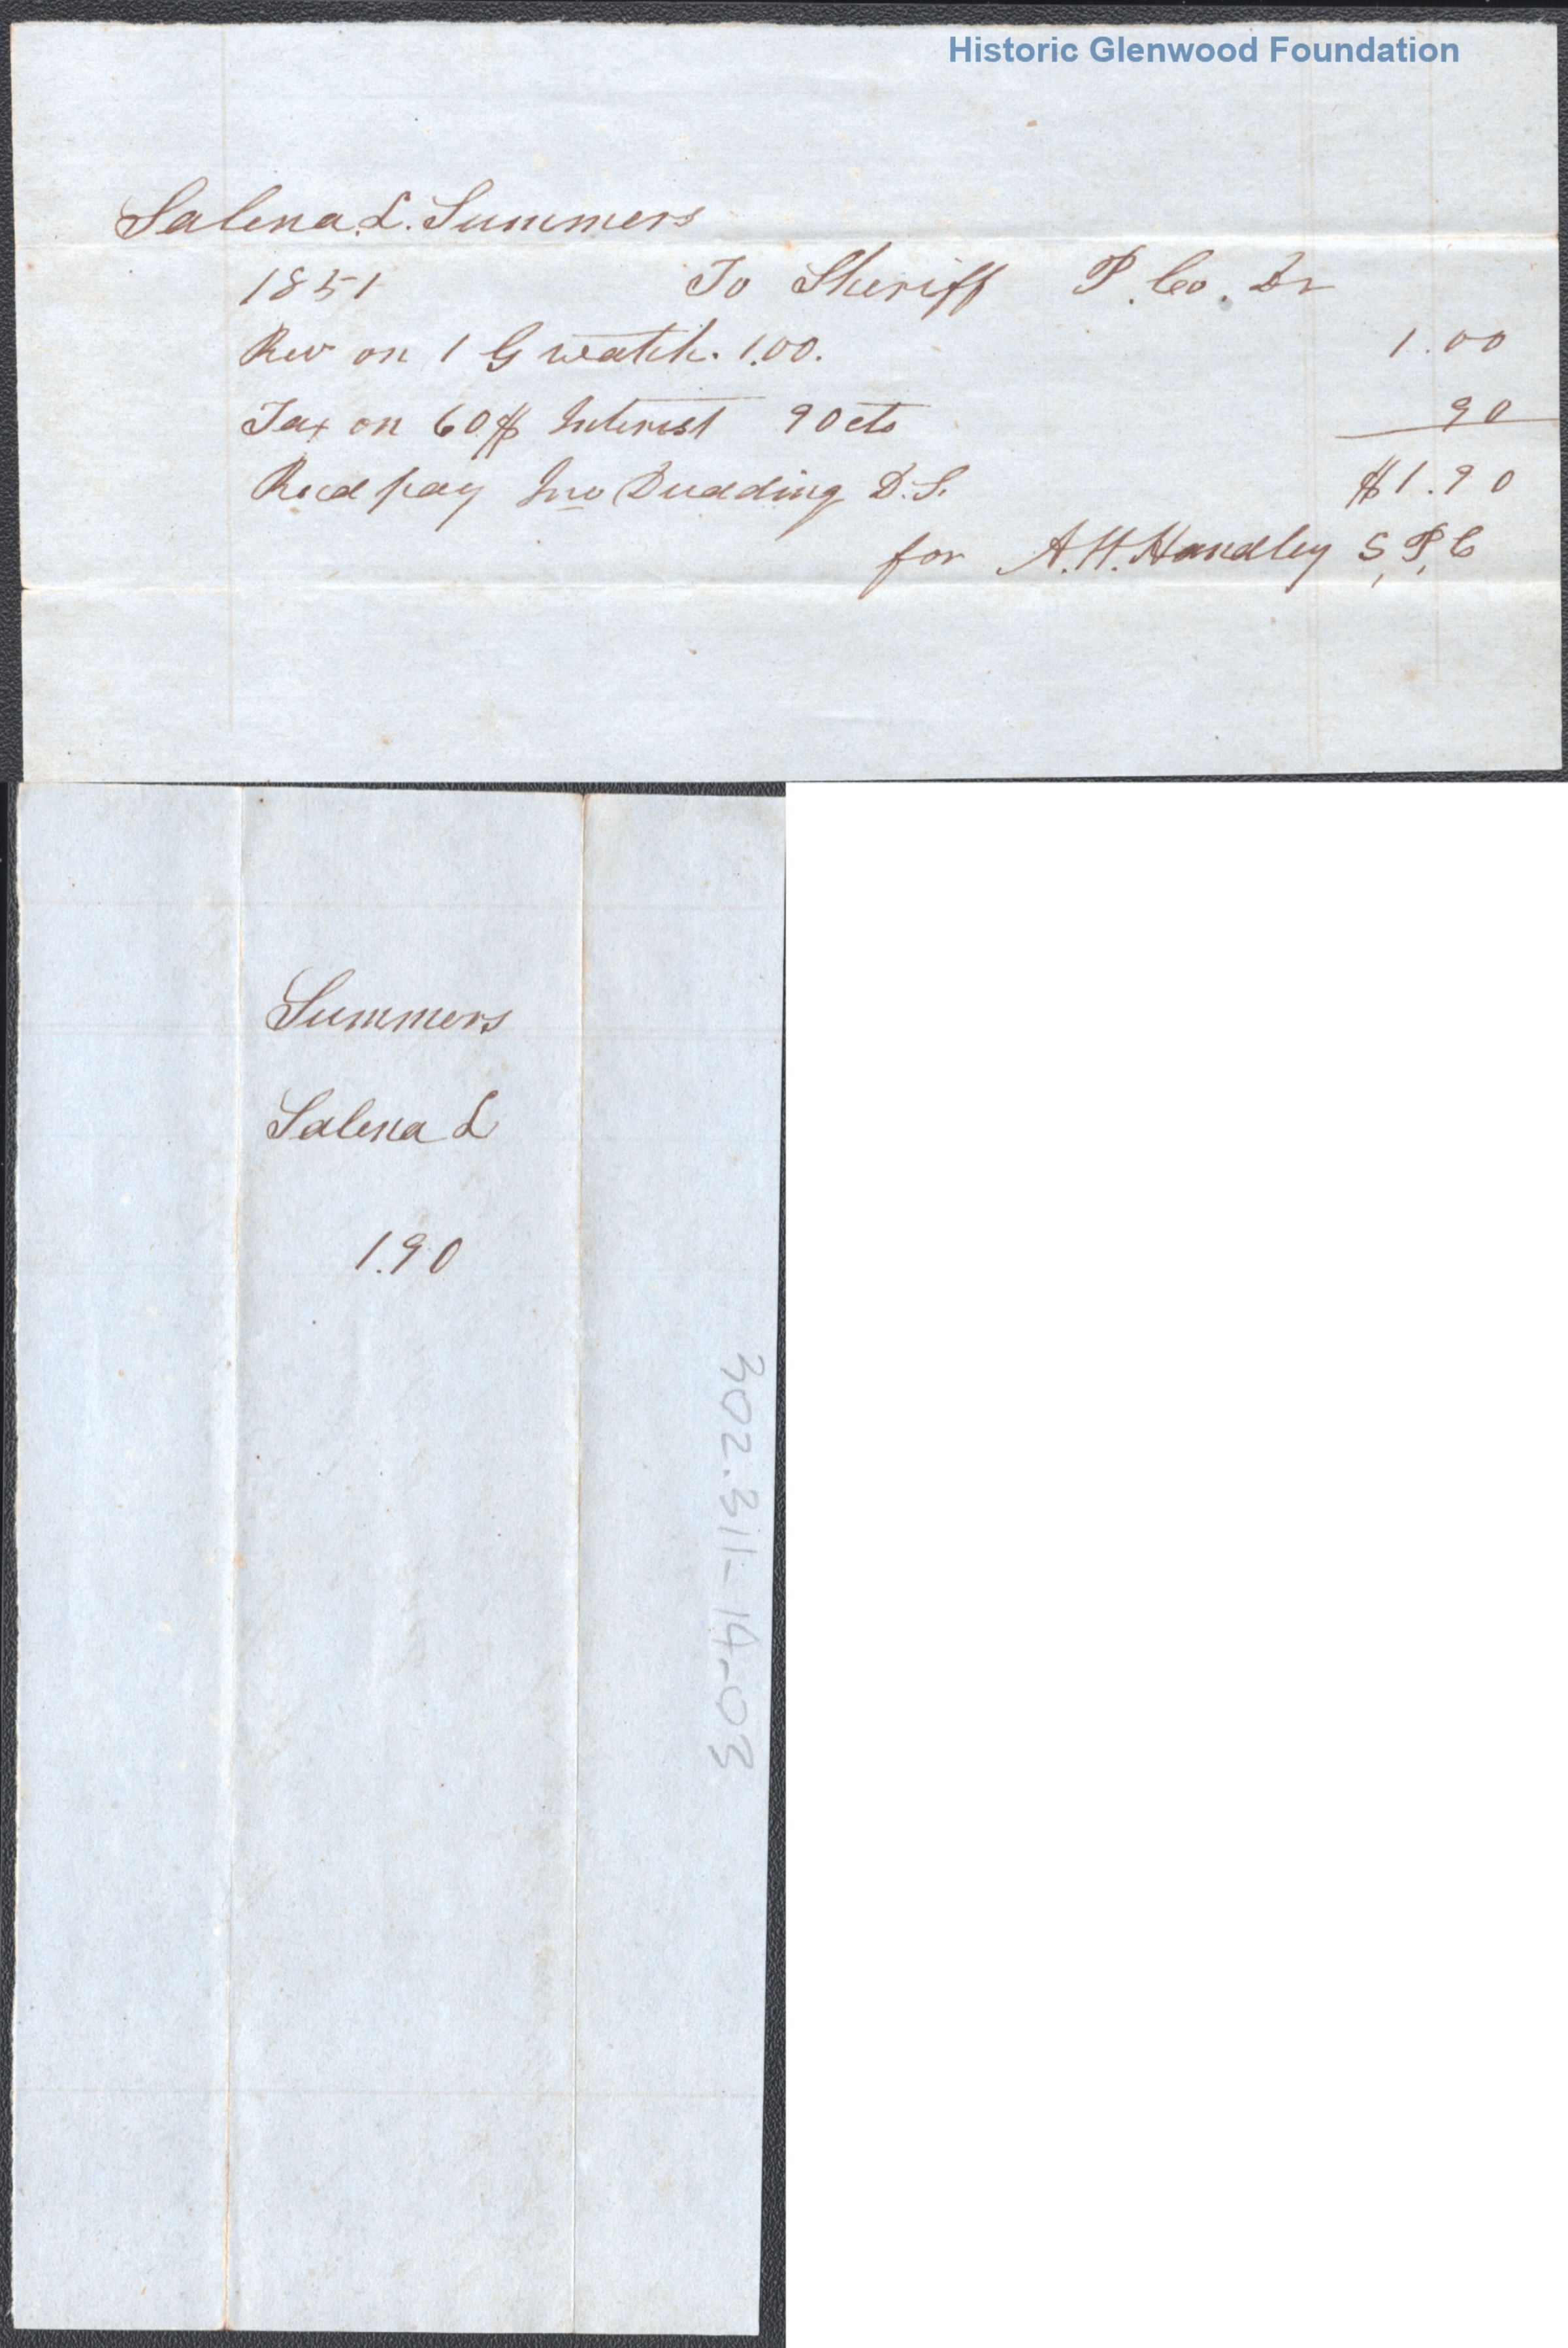 Historic Glenwood Foundation
Salena L. Summers
1851 To Sheriff P. Co. Dr
Rev on 1 G watch. 1.00. 1.00
Tax on 60$ Interest 90cts 90
Recd pay Jno Dudding D.S. $1.90
for A.H. Handley S,P,C
Summers
Salena L
1.90
302.311-14-03